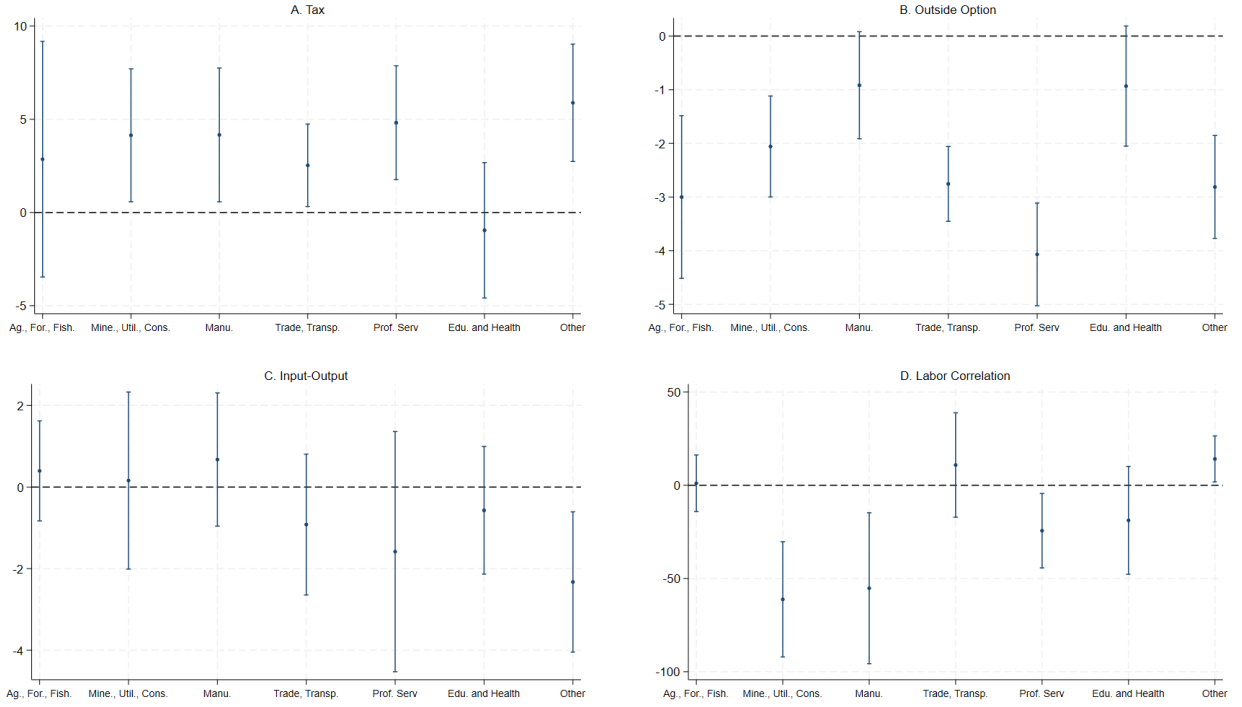 A. Tax
10
5
0
-5
Ag., For., Fish. Mine., Util., Cons. Manu. Trade, Transp. Prof. Serv Edu. and Health Other
B. Outside Option
0
-1
-2
-3
-4
-5
Ag., For., Fish. Mine., Util., Cons. Manu. Trade, Transp. Prof. Serv Edu. and Health Other
C. Input-Output
2
0
-2
-4
Ag., For., Fish. Mine., Util., Cons. Manu. Trade, Transp. Prof. Serv Edu. and Health Other
D. Labor Correlation
50
0
-50
-100
Ag., For., Fish. Mine., Util., Cons. Manu. Trade, Transp. Prof. Serv Edu. and Health Other